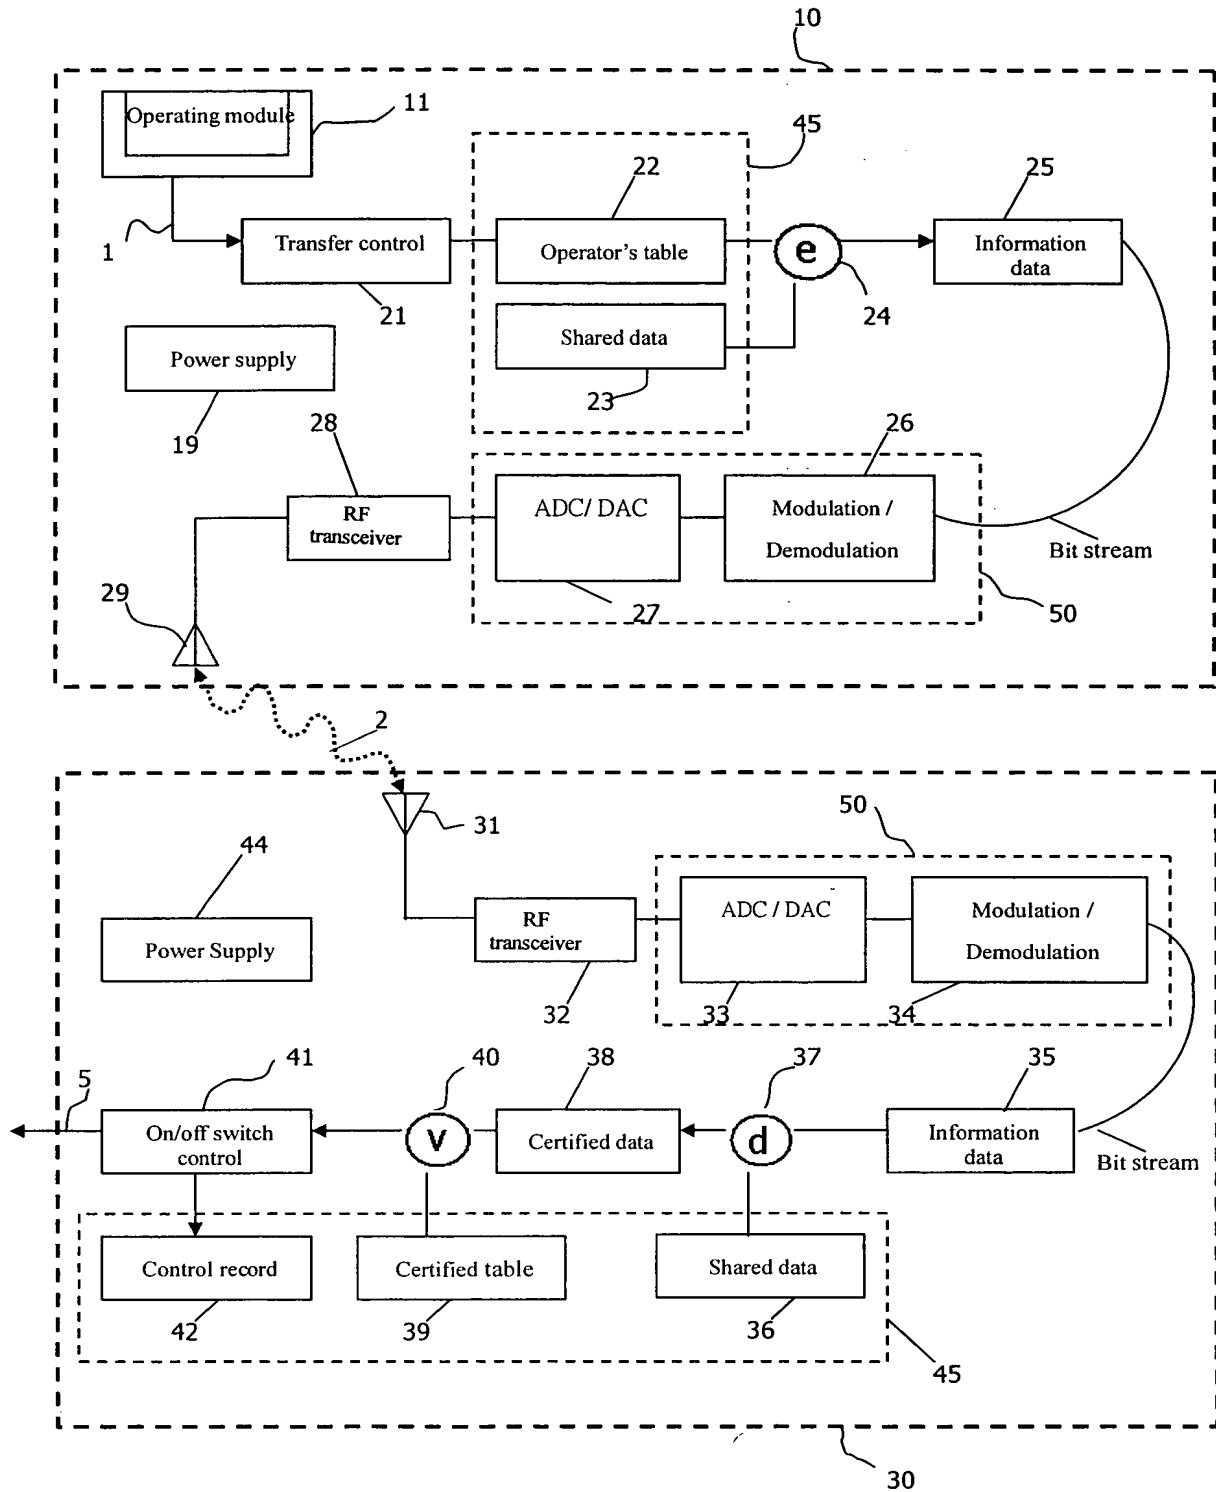 10
Operating module
11
45
22
25
1
Transfer control
Operator's table
e
Information
data
21
24
Shared data
Power supply
23
19
28
26
RF
transceiver
ADC/ DAC
Modulation /
Demodulation
Bit stream
29
27
50
2
31
50
44
RF
transceiver
ADC / DAC
Modulation /
Demodulation
Power Supply
32
33
34
5
41
40
38
37
35
On/off switch
control
v
Certified data
d
Information
data
Bit stream
Control record
Certified table
Shared data
42
39
36
45
30